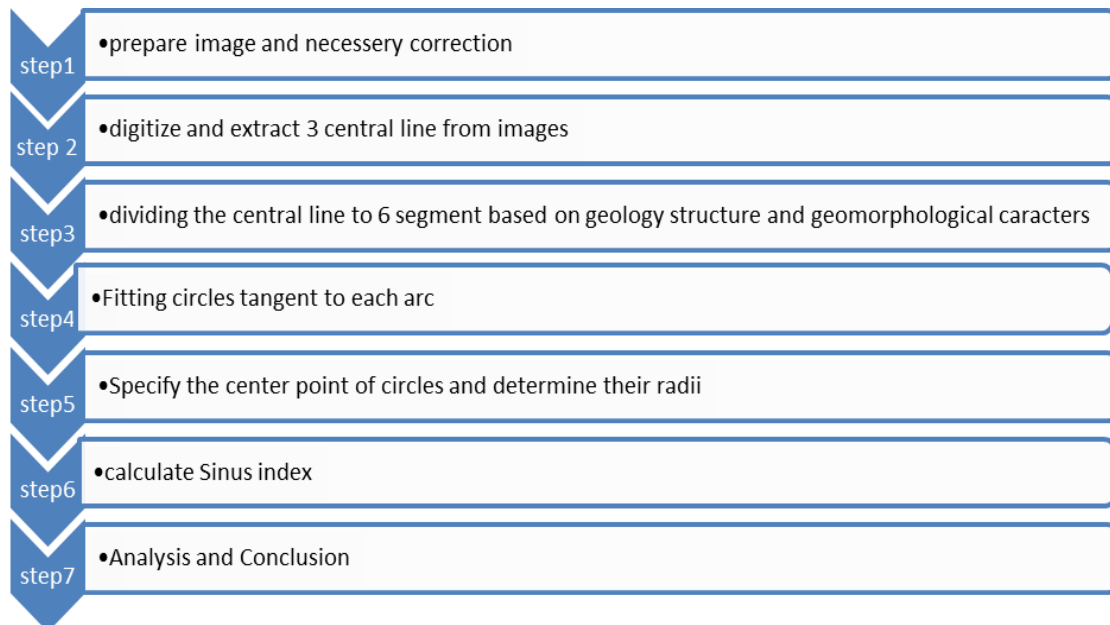 step1
•prepare image and necessery correction
step 2
•digitize and extract 3 central line from images
step3
•dividing the central line to 6 segment based on geology structure and geomorphological caracters
step4
•Fitting circles tangent to each arc
step5
•Specify the center point of circles and determine their radii
step6
•calculate Sinus index
step7
•Analysis and Conclusion